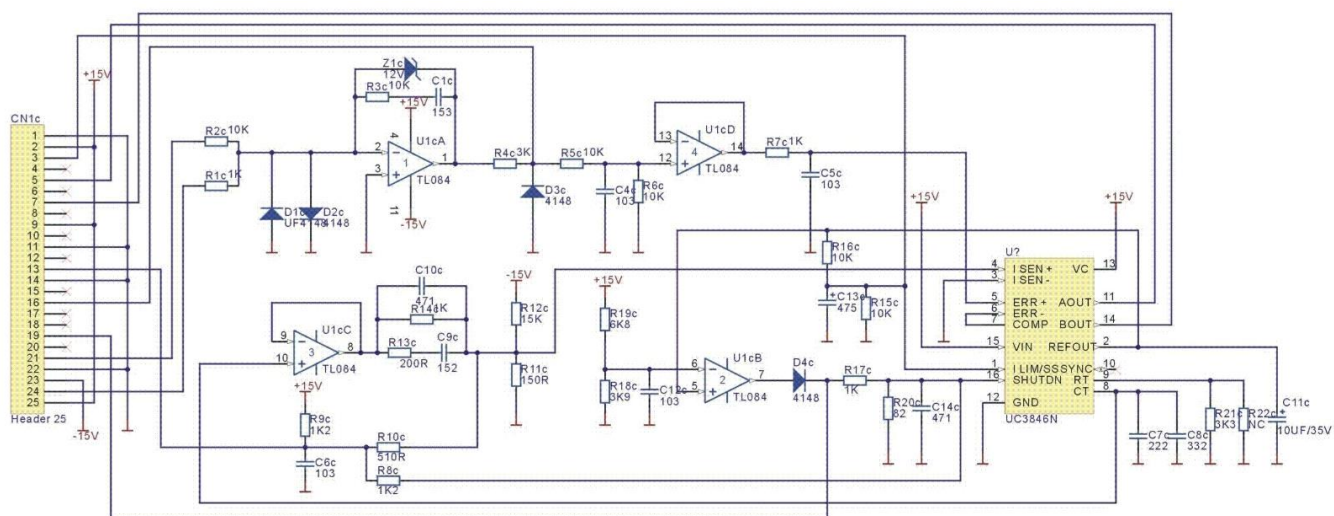 CN1c
1
2
3
4
5
6
7
8
9
10
11
12
13
14
15
16
17
18
19
20
21
22
23
24
25
Header 25
+15V
-15V
R2c 10K
R1c 1K
D1c
UF4148
D2c
4148
Z1c
12V
R3c 10K
C1c
153
+15V
4
2
3
1
U1cA
1
TL084
11
-15V
R4c 3K
D3c
4148
R5c 10K
C4c
103
R6c
10K
13
12
14
U1cD
4
TL084
R7c 1K
C5c
103
R16c
10K
C13c
475
R15c
10K
9
10
8
U1cC
3
TL084
C10c
471
R14c 1K
R13c
200R
C9c
152
-15V
R12c
15K
R11c
150R
+15V
R9c
1K2
C6c
103
R10c
510R
R8c
1K2
+15V
R19c
6K8
R18c
3K9
C12c
103
6
5
7
U1cB
2
TL084
D4c
4148
R17c
1K
R20c
82
C14c
471
+15V
+15V
U?
4 ISEN+ VC 13
3 ISEN-
5 ERR+ AOUT 11
6 ERR-
7 COMP BOUT 14
15 VIN REFOUT 2
1 ILIM/SS SYNC 10
16 SHUTDN RT 9
CT 8
12 GND
UC3846N
C7c
222
C8c
332
R21c
3K3
R22c
NC
C11c
10UF/35V